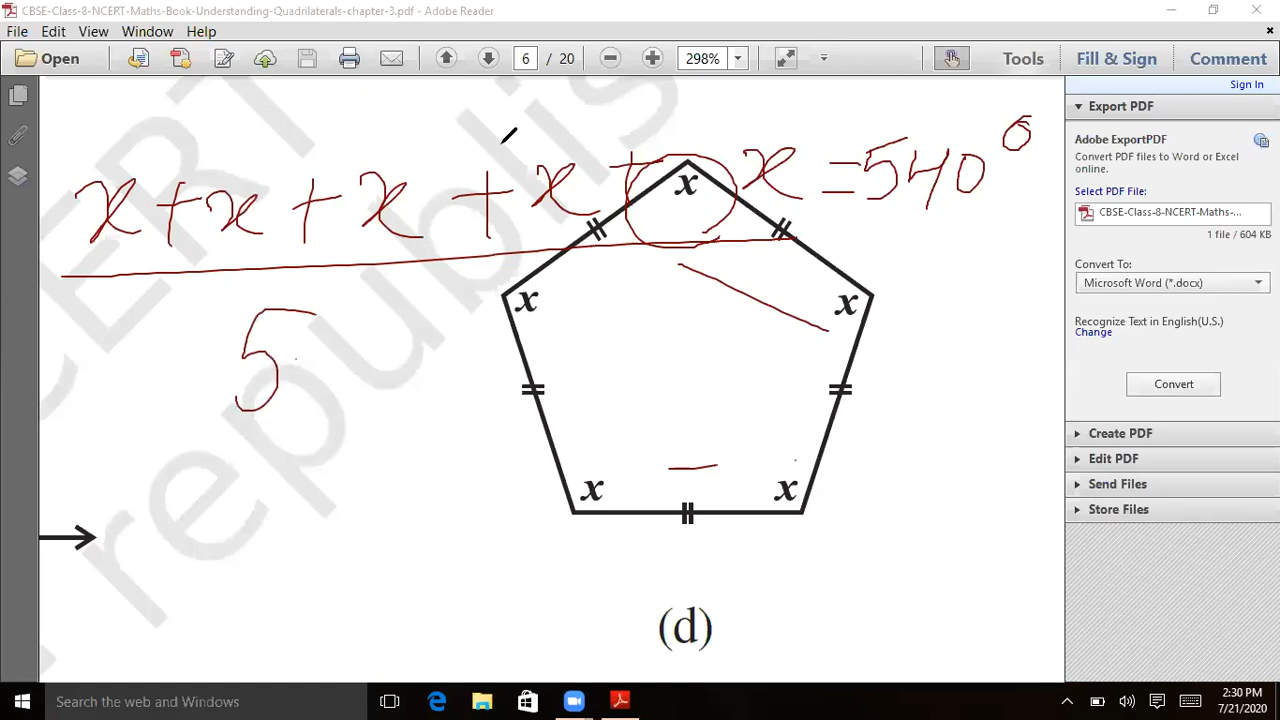 CBSE-Class-8-NCERT-Maths-Book-Understanding-Quadrilaterals-chapter-3.pdf - Adobe Reader
File Edit View Window Help
Open 6 / 20 298% Tools Fill & Sign Comment
Sign In
Export PDF
Adobe ExportPDF
Convert PDF files to Word or Excel online.
Select PDF File:
CBSE-Class-8-NCERT-Maths-...
1 file / 604 KB
Convert To:
Microsoft Word (*.docx)
Recognize Text in English(U.S.)
Change
Convert
Create PDF
Edit PDF
Send Files
Store Files
x+x+x+x+x=540°
5
x
x x
x x
(d)
republis
republis
Search the web and Windows
2:30 PM
7/21/2020